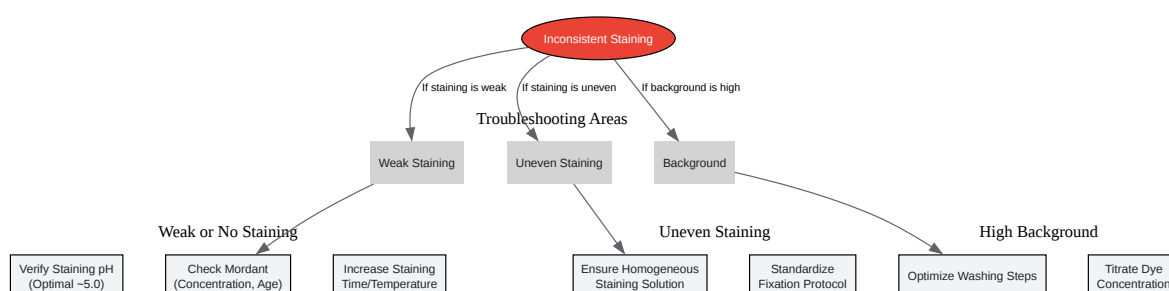 Inconsistent Staining
If staining is weak
If staining is uneven
If background is high
Troubleshooting Areas
Weak Staining
Uneven Staining
Background
Weak or No Staining
Uneven Staining
High Background
Verify Staining pH
(Optimal ~5.0)
Check Mordant
(Concentration, Age)
Increase Staining
Time/Temperature
Ensure Homogeneous
Staining Solution
Standardize
Fixation Protocol
Optimize Washing Steps
Titrate Dye
Concentration